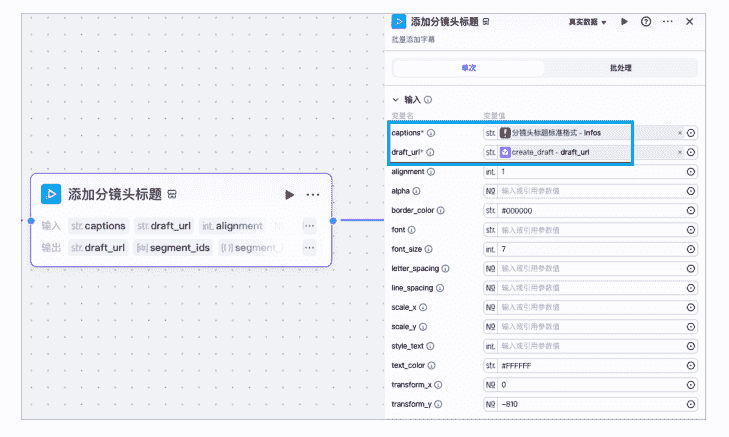 添加分镜头标题
输入 str. captions str. draft_url int. alignment
输出 str. draft_url segment_ids segment_
添加分镜头标题 真实数据
批量添加字幕
单次 批处理
输入
变量名 变量值
captions* str. 分镜头标题标准格式 - infos
draft_url* str. create_draft - draft_url
alignment int. 1
alpha № 输入或引用参数值
border_color str. #000000
font str. 输入或引用参数值
font_size int. 7
letter_spacing № 输入或引用参数值
line_spacing № 输入或引用参数值
scale_x № 输入或引用参数值
scale_y № 输入或引用参数值
style_text int. 输入或引用参数值
text_color str. #FFFFFF
transform_x № 0
transform_y № -810